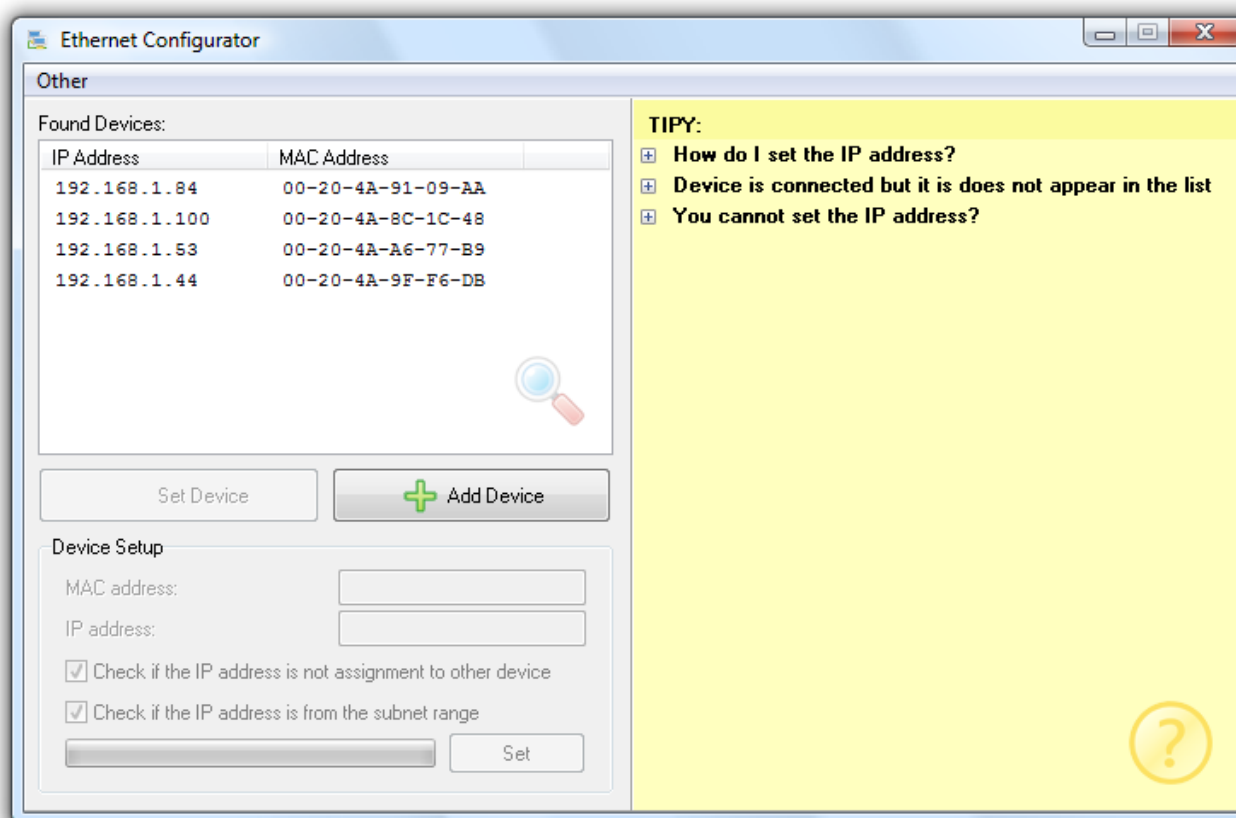 Ethernet Configurator
Other
Found Devices:
IP Address MAC Address
192.168.1.84 00-20-4A-91-09-AA
192.168.1.100 00-20-4A-8C-1C-48
192.168.1.53 00-20-4A-A6-77-B9
192.168.1.44 00-20-4A-9F-F6-DB
Set Device Add Device
Device Setup
MAC address:
IP address:
Check if the IP address is not assignment to other device
Check if the IP address is from the subnet range
Set
TIPY:
How do I set the IP address?
Device is connected but it is does not appear in the list
You cannot set the IP address?
?